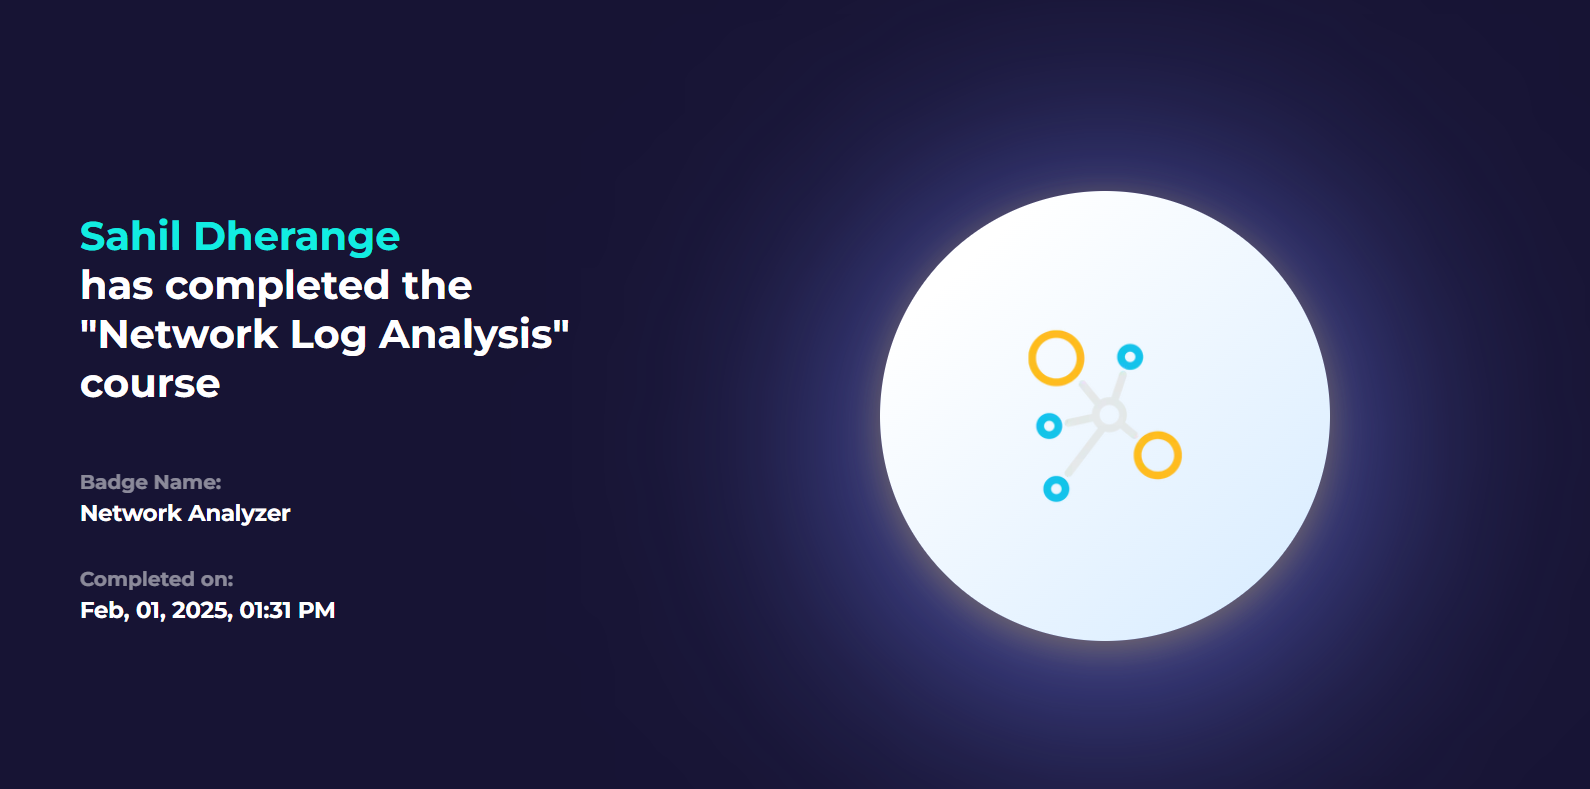 Sahil Dherange
has completed the
"Network Log Analysis"
course
Badge Name:
Network Analyzer
Completed on:
Feb, 01, 2025, 01:31 PM